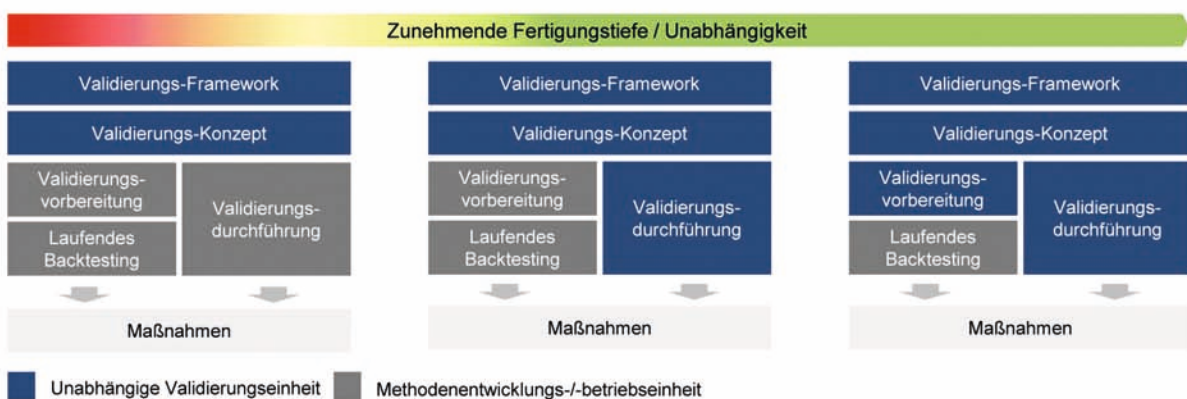 Zunehmende Fertigungstiefe / Unabhängigkeit
Validierungs-Framework
Validierungs-Konzept
Validierungs-
vorbereitung
Laufendes
Backtesting
Validierungs-
durchführung
Maßnahmen
Validierungs-Framework
Validierungs-Konzept
Validierungs-
vorbereitung
Laufendes
Backtesting
Validierungs-
durchführung
Maßnahmen
Validierungs-Framework
Validierungs-Konzept
Validierungs-
vorbereitung
Laufendes
Backtesting
Validierungs-
durchführung
Maßnahmen
Unabhängige Validierungseinheit
Methodenentwicklungs-/-betriebseinheit